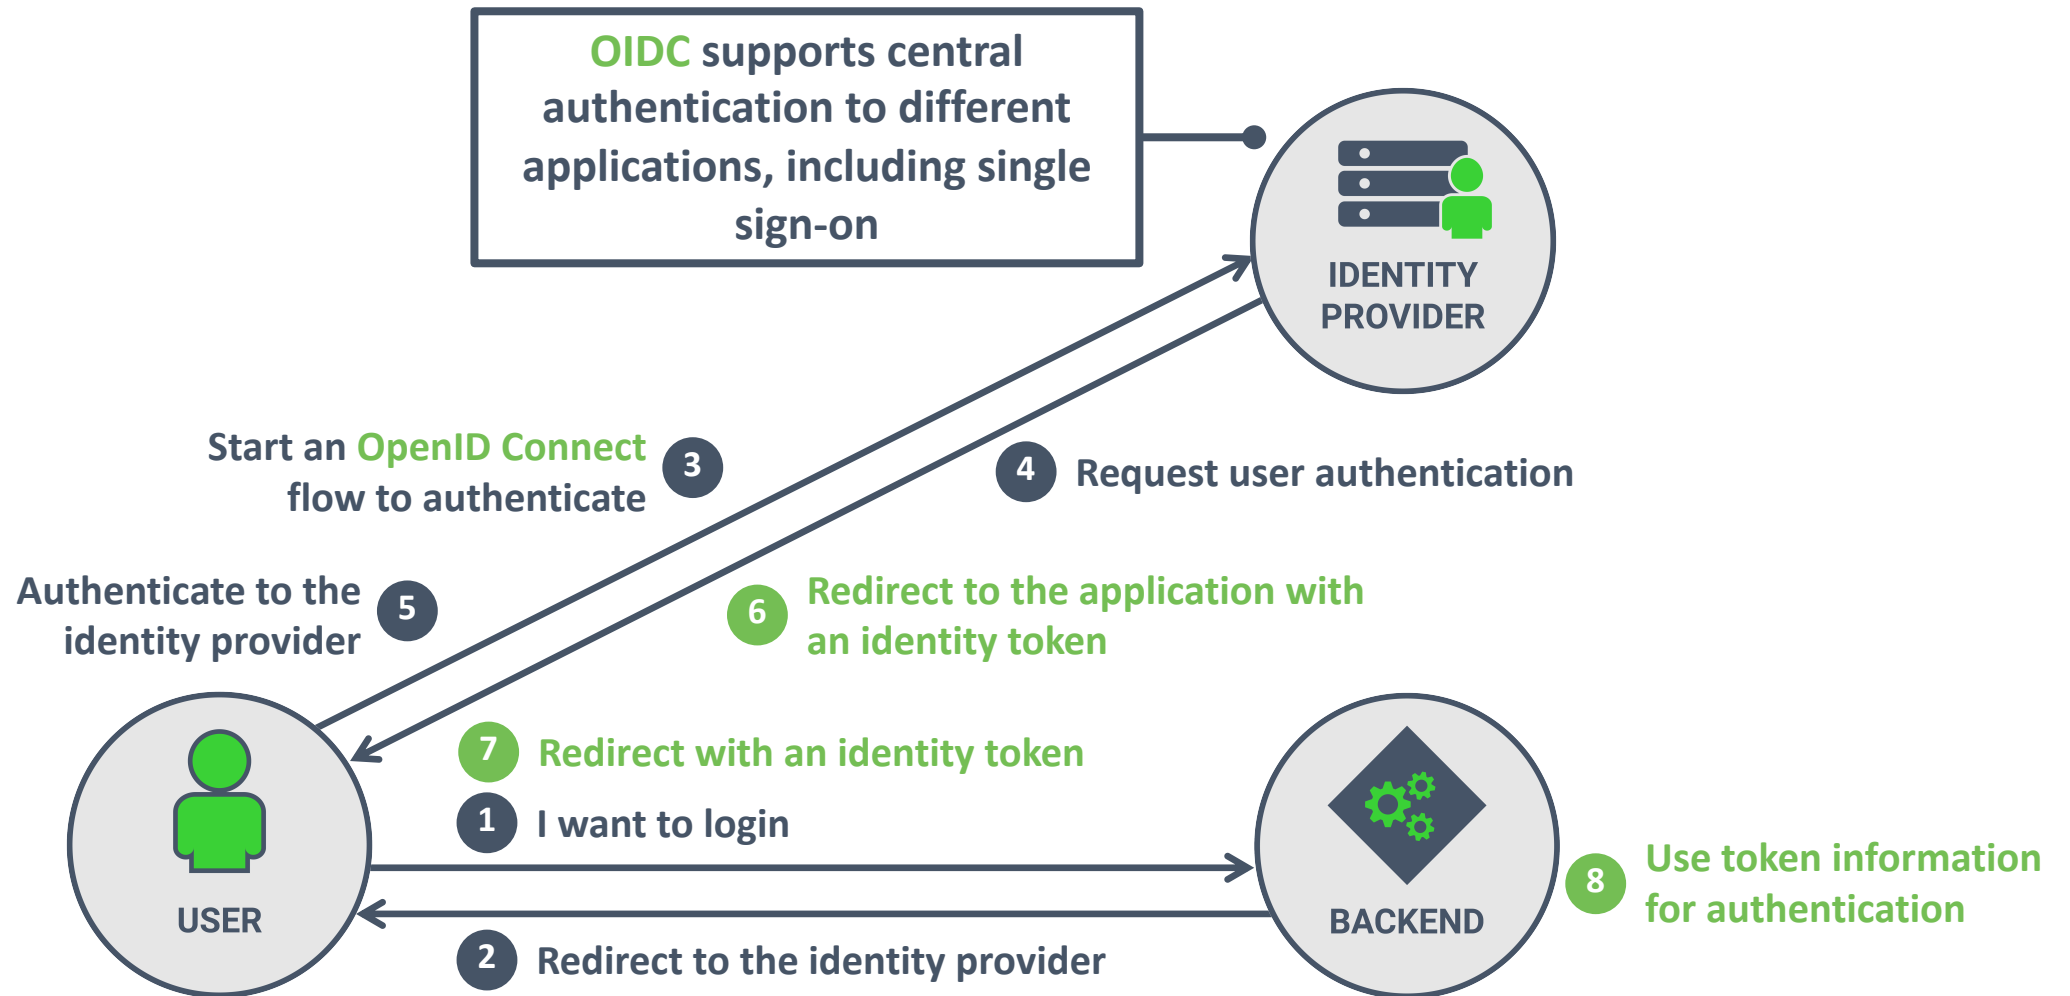 OIDC supports central
authentication to different
applications, including single
sign-on
IDENTITY
PROVIDER
Start an OpenID Connect
flow to authenticate
3
4
Request user authentication
Authenticate to the
identity provider
5
6
Redirect to the application with
an identity token
7
Redirect with an identity token
1
I want to login
USER
BACKEND
8
Use token information
for authentication
2
Redirect to the identity provider